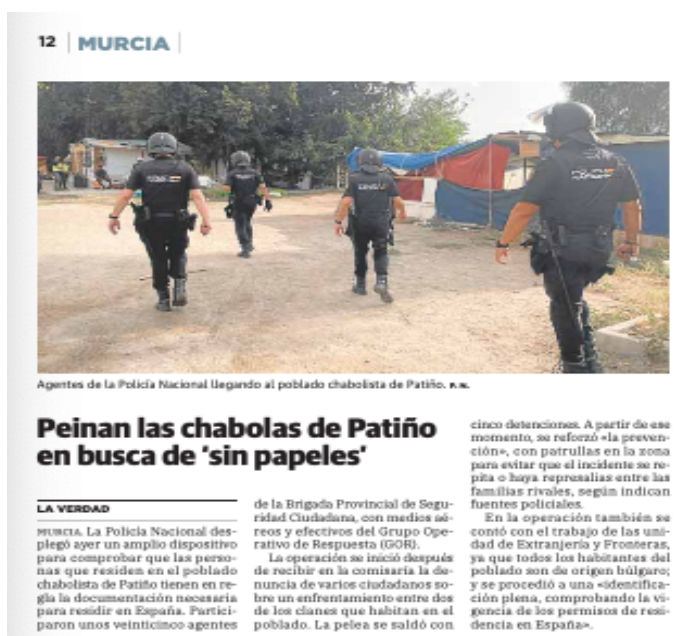 12 | MURCIA |
Agentes de la Policía Nacional llegando al poblado chabolista de Patiño. P. N.
Peinan las chabolas de Patiño
en busca de ‘sin papeles’
LA VERDAD
MURCIA. La Policía Nacional des-
plegó ayer un amplio dispositivo
para comprobar que las perso-
nas que residen en el poblado
chabolista de Patiño tienen en re-
gla la documentación necesaria
para residir en España. Partici-
paron unos veinticinco agentes
de la Brigada Provincial de Segu-
ridad Ciudadana, con medios aé-
reos y efectivos del Grupo Ope-
rativo de Respuesta (GOR).
La operación se inició después
de recibir en la comisaría la de-
nuncia de varios ciudadanos so-
bre un enfrentamiento entre dos
de los clanes que habitan en el
poblado. La pelea se saldó con
cinco detenciones. A partir de ese
momento, se reforzó «la preven-
ción», con patrullas en la zona
para evitar que el incidente se re-
pita o haya represalias entre las
familias rivales, según indican
fuentes policiales.
En la operación también se
contó con el trabajo de las uni-
dad de Extranjería y Fronteras,
ya que todos los habitantes del
poblado son de origen búlgaro;
y se procedió a una «identifica-
ción plena, comprobando la vi-
gencia de los permisos de resi-
dencia en España».